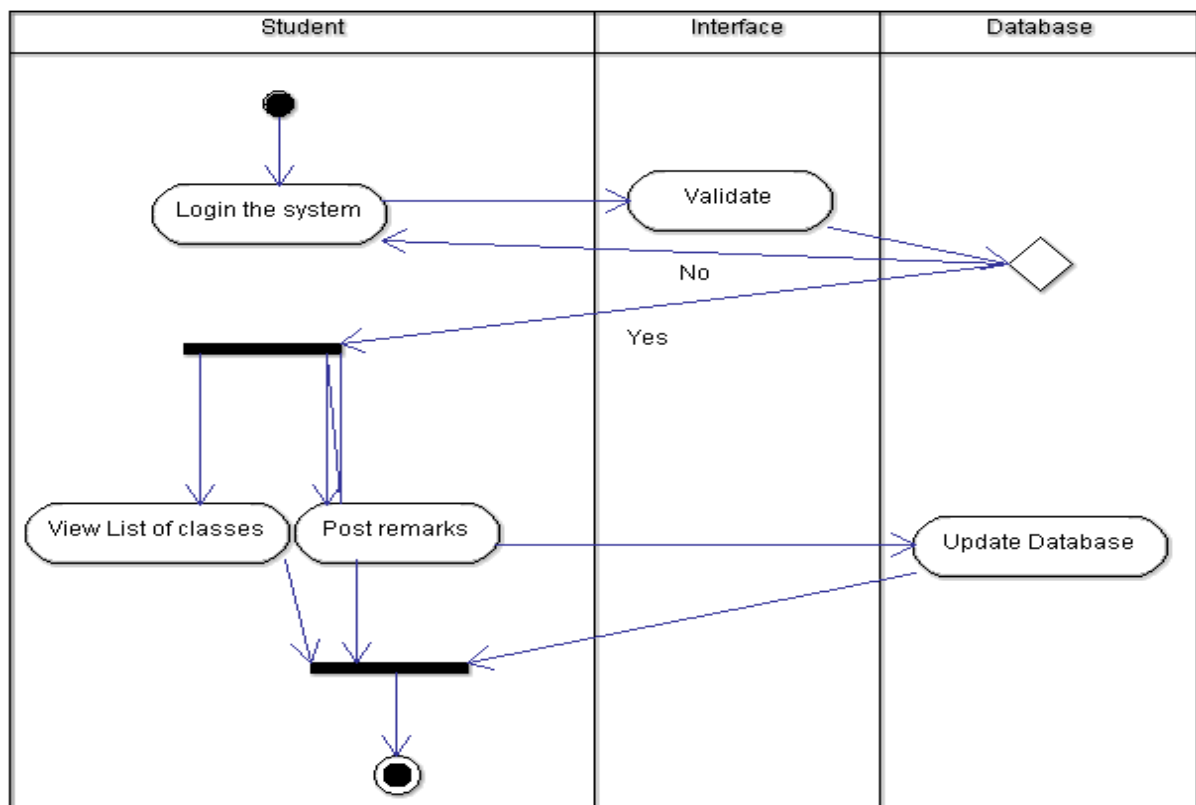 Student
Interface
Database
Login the system
Validate
No
Yes
View List of classes
Post remarks
Update Database